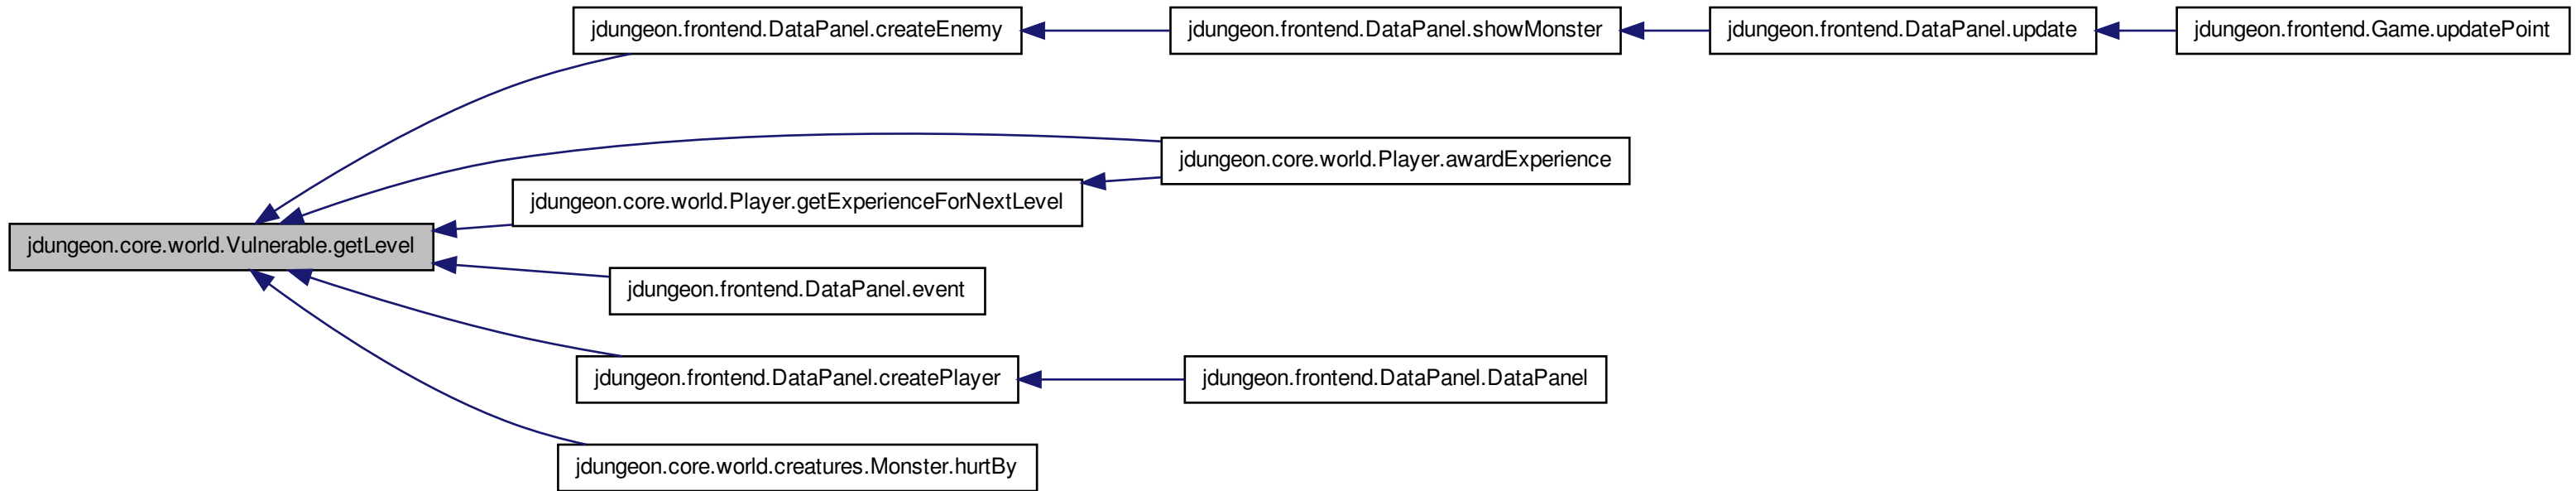 jdungeon.frontend.DataPanel.createEnemy
jdungeon.frontend.DataPanel.showMonster
jdungeon.frontend.DataPanel.update
jdungeon.frontend.Game.updatePoint
jdungeon.core.world.Player.awardExperience
jdungeon.core.world.Player.getExperienceForNextLevel
jdungeon.core.world.Vulnerable.getLevel
jdungeon.frontend.DataPanel.event
jdungeon.frontend.DataPanel.createPlayer
jdungeon.frontend.DataPanel.DataPanel
jdungeon.core.world.creatures.Monster.hurtBy